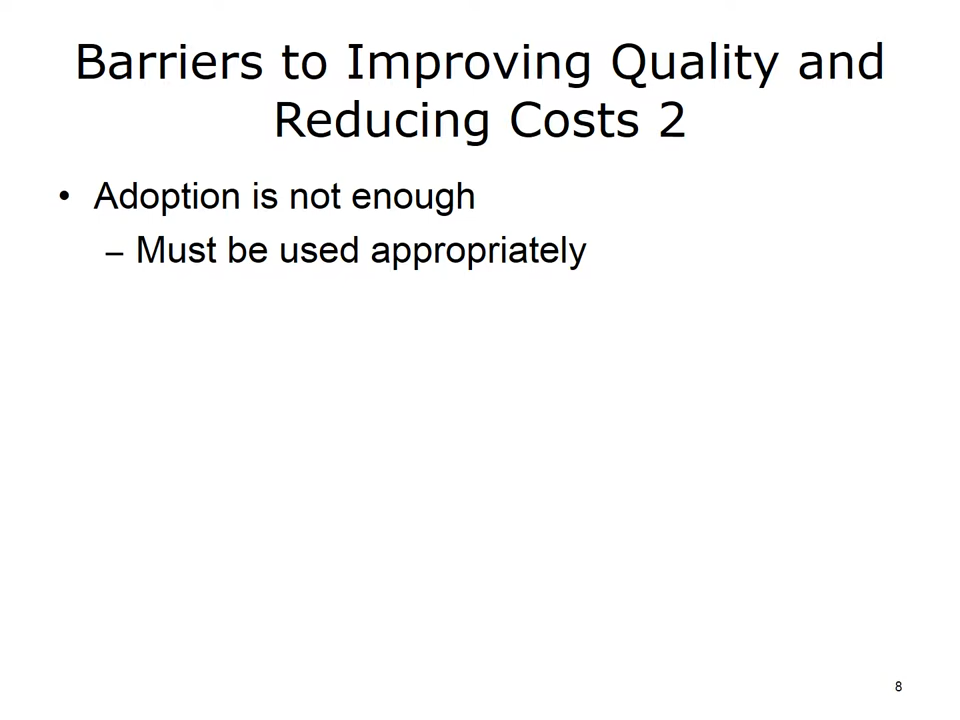 Barriers to Improving Quality and
Reducing Costs 2
• Adoption is not enough
– Must be used appropriately
8